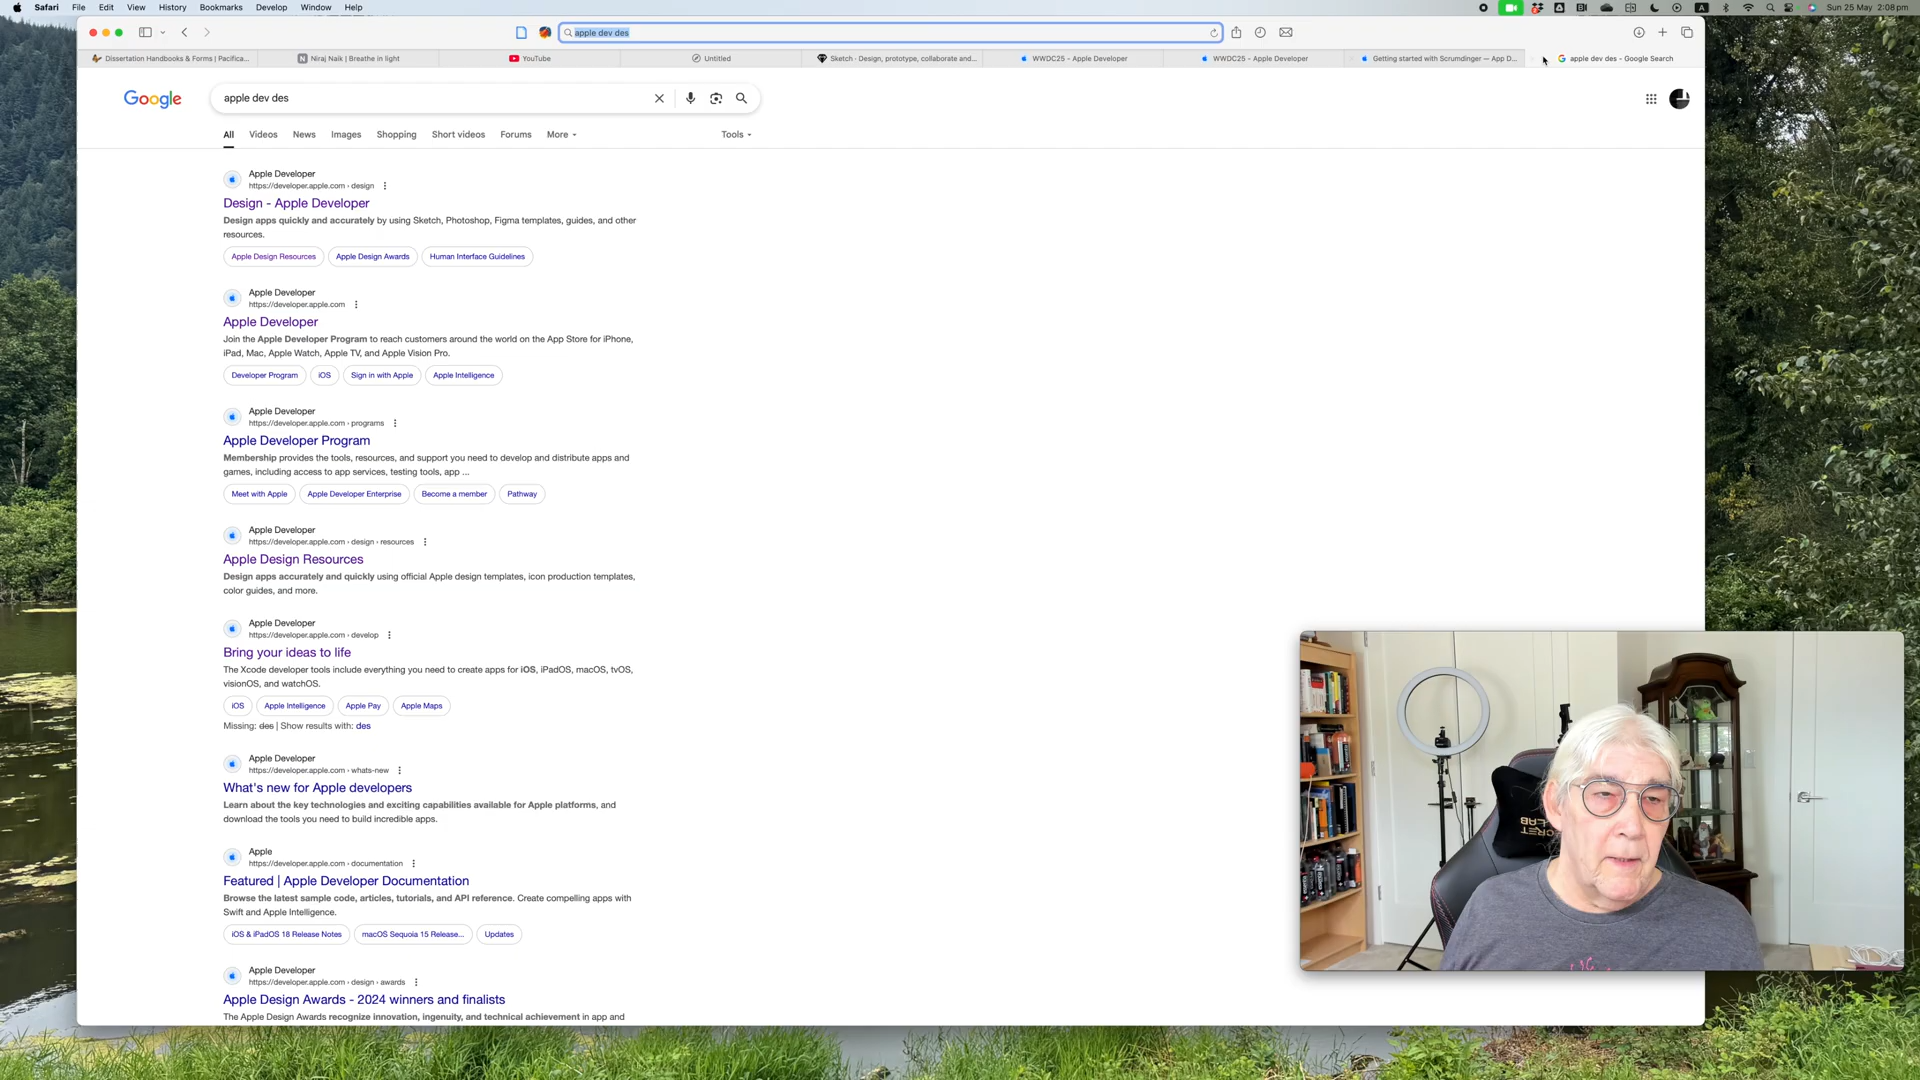 Safari File Edit View History Bookmarks Develop Window Help
Sun 25 May 2:08 pm
apple dev des
Dissertation Handbooks & Forms | Pacifica...
Niraj Naik | Breathe in light
YouTube
Untitled
Sketch · Design, prototype, collaborate and...
WWDC25 - Apple Developer
WWDC25 - Apple Developer
Getting started with Scrumdinger — App D...
apple dev des - Google Search
Google
apple dev des
All Videos News Images Shopping Short videos Forums More Tools
Apple Developer
https://developer.apple.com › design
Design - Apple Developer
Design apps quickly and accurately by using Sketch, Photoshop, Figma templates, guides, and other
resources.
Apple Design Resources Apple Design Awards Human Interface Guidelines
Apple Developer
https://developer.apple.com
Apple Developer
Join the Apple Developer Program to reach customers around the world on the App Store for iPhone,
iPad, Mac, Apple Watch, Apple TV, and Apple Vision Pro.
Developer Program iOS Sign in with Apple Apple Intelligence
Apple Developer
https://developer.apple.com › programs
Apple Developer Program
Membership provides the tools, resources, and support you need to develop and distribute apps and
games, including access to app services, testing tools, app ...
Meet with Apple Apple Developer Enterprise Become a member Pathway
Apple Developer
https://developer.apple.com › design › resources
Apple Design Resources
Design apps accurately and quickly using official Apple design templates, icon production templates,
color guides, and more.
Apple Developer
https://developer.apple.com › develop
Bring your ideas to life
The Xcode developer tools include everything you need to create apps for iOS, iPadOS, macOS, tvOS,
visionOS, and watchOS.
iOS Apple Intelligence Apple Pay Apple Maps
Missing: des | Show results with: des
Apple Developer
https://developer.apple.com › whats-new
What's new for Apple developers
Learn about the key technologies and exciting capabilities available for Apple platforms, and
download the tools you need to build incredible apps.
Apple
https://developer.apple.com › documentation
Featured | Apple Developer Documentation
Browse the latest sample code, articles, tutorials, and API reference. Create compelling apps with
Swift and Apple Intelligence.
iOS & iPadOS 18 Release Notes macOS Sequoia 15 Release... Updates
Apple Developer
https://developer.apple.com › design › awards
Apple Design Awards - 2024 winners and finalists
The Apple Design Awards recognize innovation, ingenuity, and technical achievement in app and